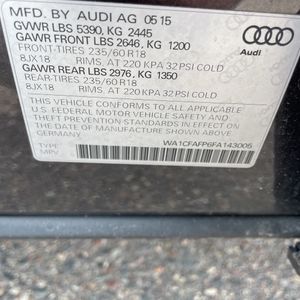 MFD. BY AUDI AG 05 15
GVWR LBS 5390, KG 2445
GAWR FRONT LBS 2646, KG 1200
FRONT-TIRES 235/60 R18
8JX18 RIMS, AT 220 KPA 32 PSI COLD
GAWR REAR LBS 2976, KG 1350
REAR-TIRES 235/60 R18
8JX18 RIMS, AT 220 KPA 32 PSI COLD
Audi
THIS VEHICLE CONFORMS TO ALL APPLICABLE
U.S. FEDERAL MOTOR VEHICLE SAFETY AND
THEFT PREVENTION STANDARDS IN EFFECT ON THE
DATE OF MANUFACTURE SHOWN ABOVE
GERMANY
TYPE: WA1CFAFP6FA143005
MPV